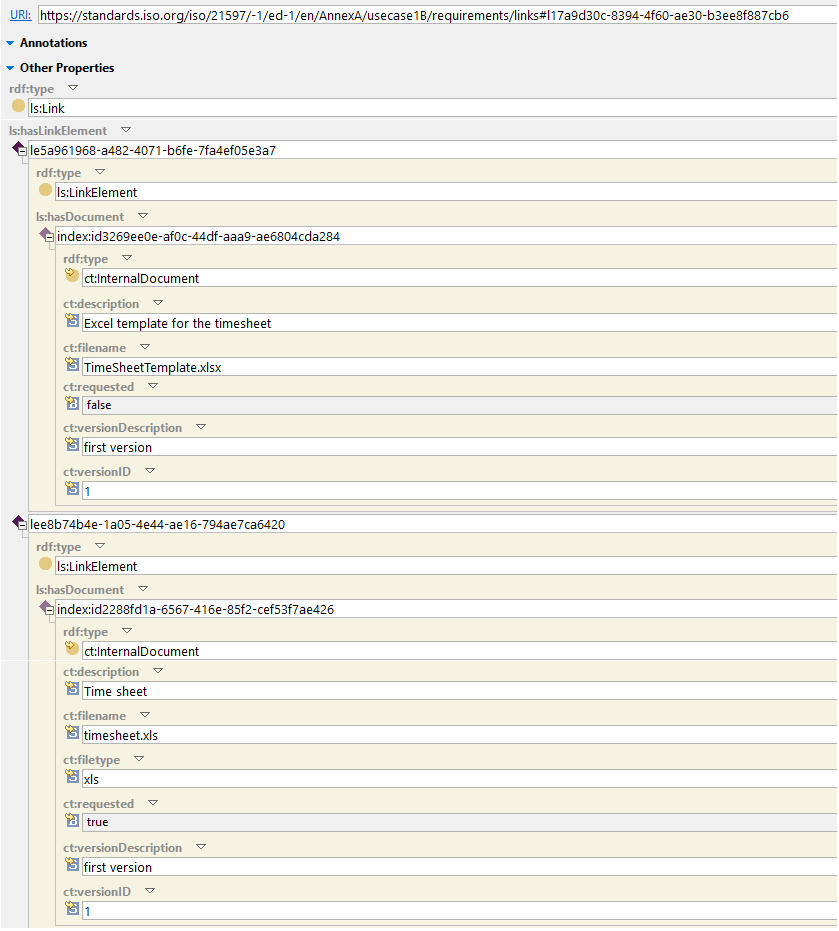 URI: https://standards.iso.org/iso/21597/-1/ed-1/en/AnnexA/usecase1B/requirements/links#l17a9d30c-8394-4f60-ae30-b3ee8f887cb6
Annotations
Other Properties
rdf:type
ls:Link
ls:hasLinkElement
le5a961968-a482-4071-b6fe-7fa4ef05e3a7
rdf:type
ls:LinkElement
ls:hasDocument
index:id3269ee0e-af0c-44df-aaa9-ae6804cda284
rdf:type
ct:InternalDocument
ct:description
Excel template for the timesheet
ct:filename
TimeSheetTemplate.xlsx
ct:requested
false
ct:versionDescription
first version
ct:versionID
1
lee8b74b4e-1a05-4e44-ae16-794ae7ca6420
rdf:type
ls:LinkElement
ls:hasDocument
index:id2288fd1a-6567-416e-85f2-cef53f7ae426
rdf:type
ct:InternalDocument
ct:description
Time sheet
ct:filename
timesheet.xls
ct:filetype
xls
ct:requested
true
ct:versionDescription
first version
ct:versionID
1